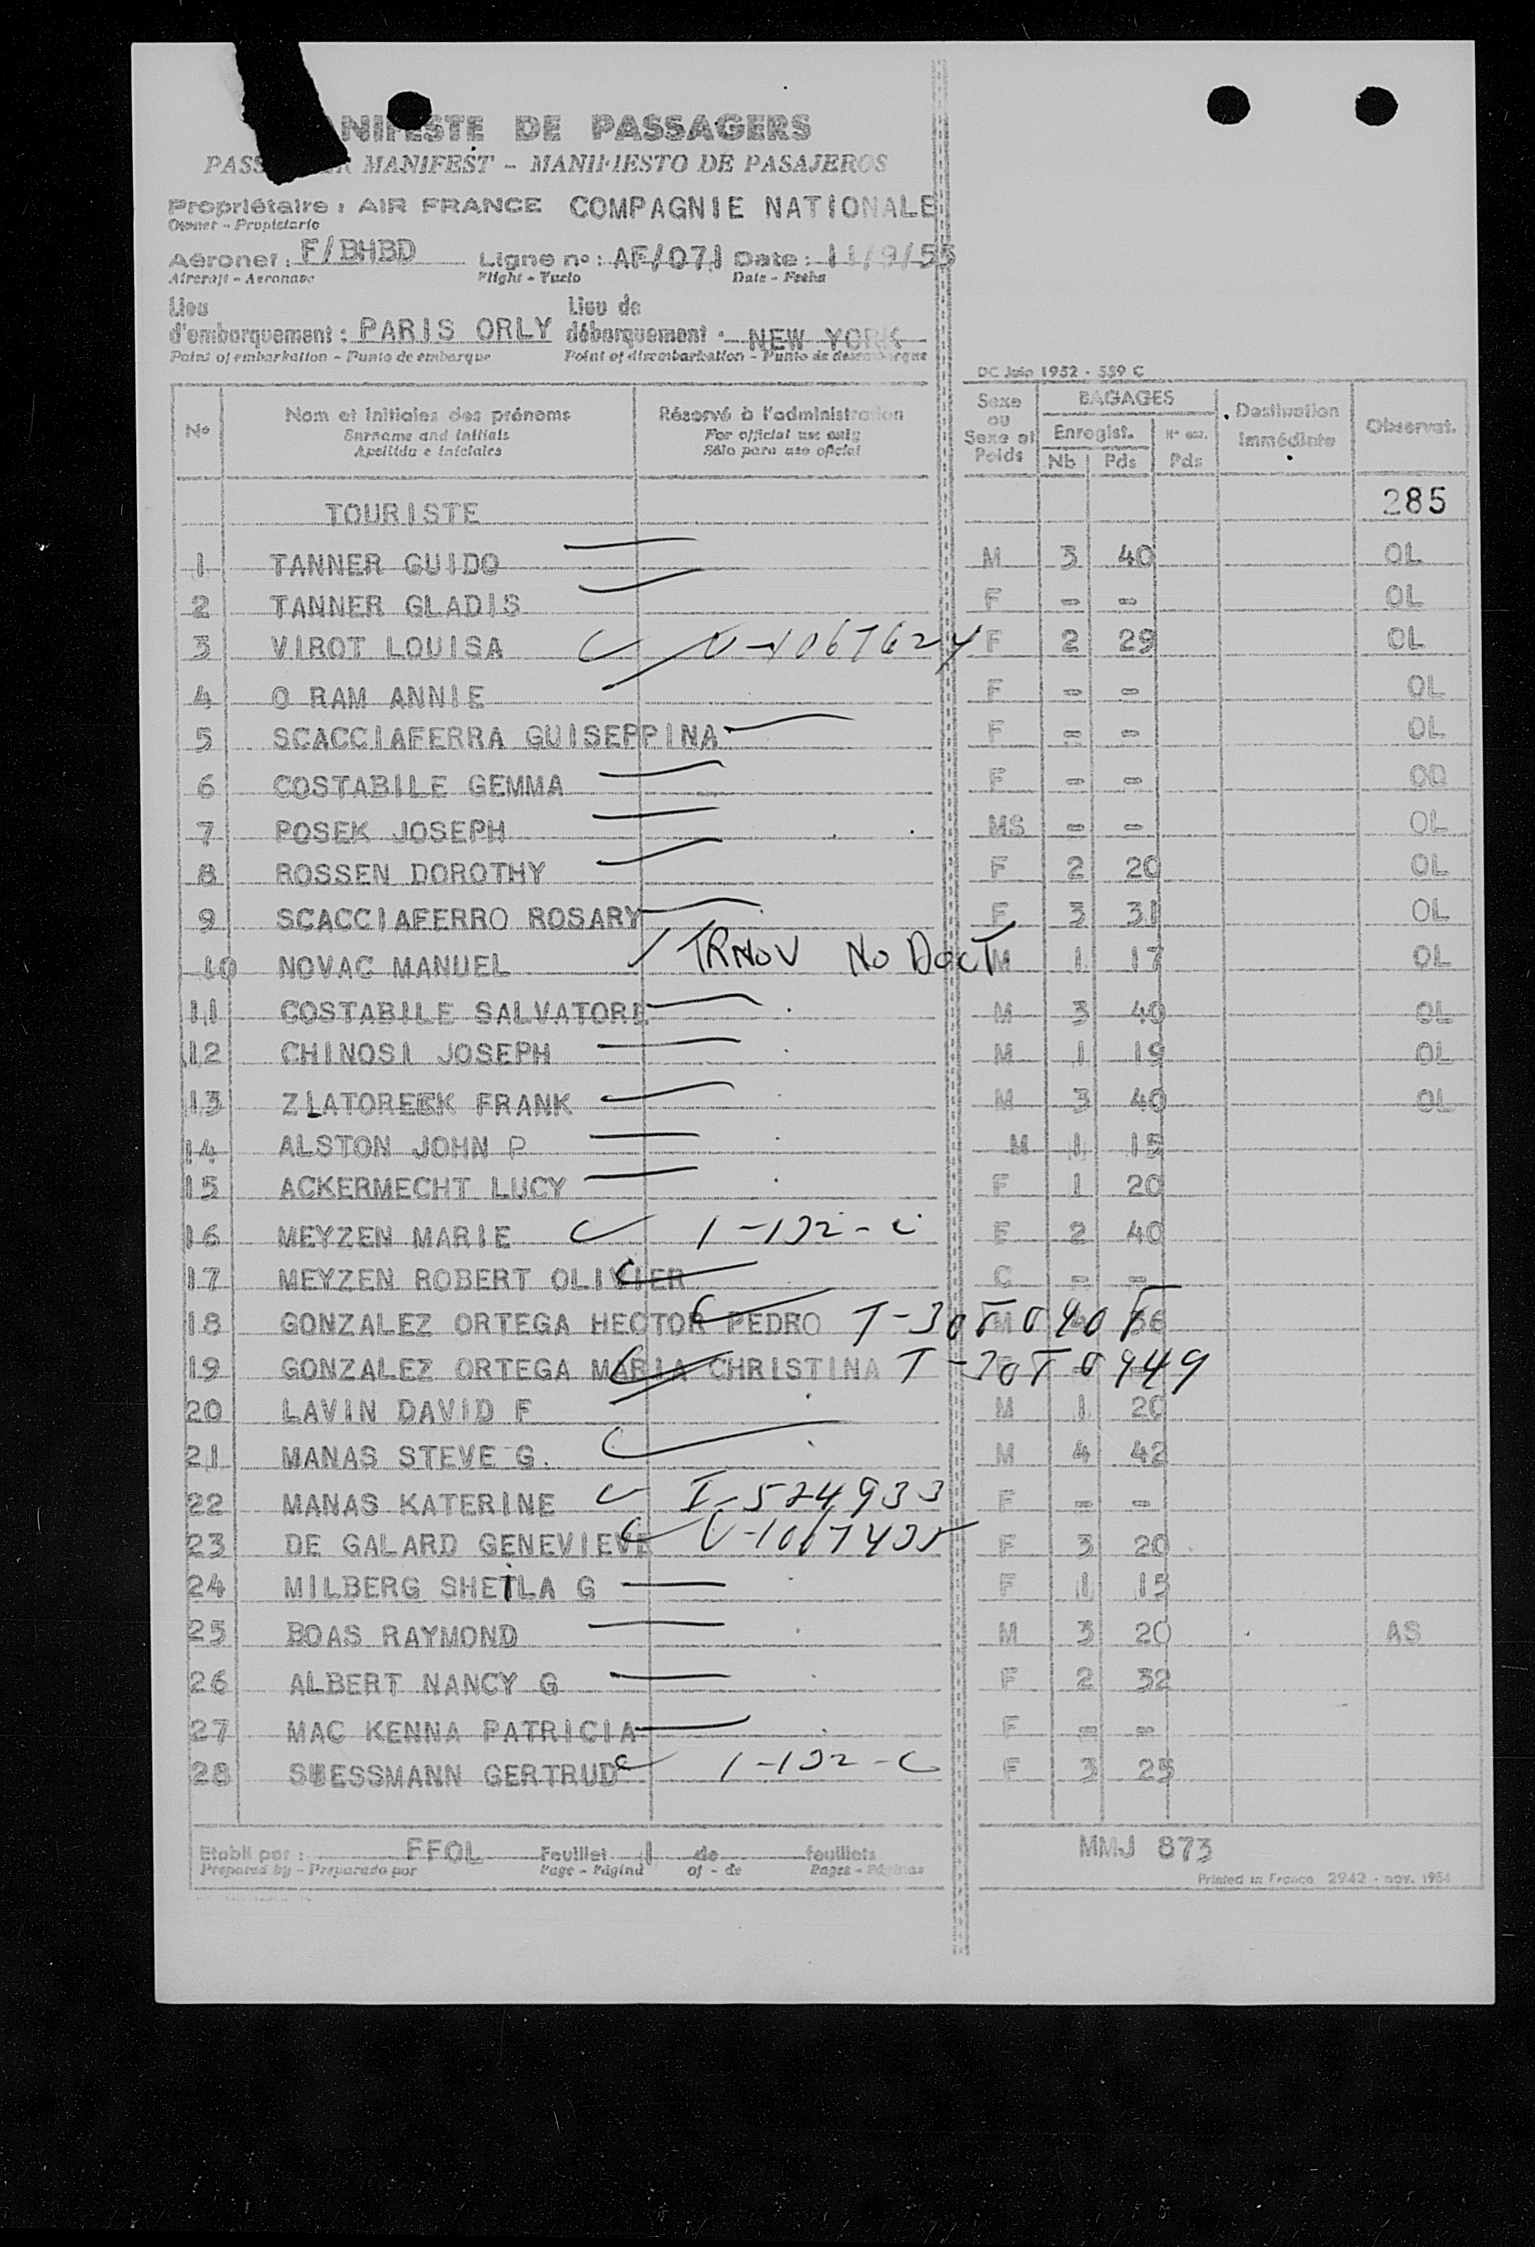 NIFESTE DE PASSAGERS
PASS R MANIFEST - MANIFIESTO DE PASAJEROS
Propriétaire : AIR FRANCE COMPAGNIE NATIONALE
Owner - Propietario
Aéronef : F/BHBD Ligne n° : AF/071 Date : 11/9/55
Aircraft - Aeronave Flight - Vuelo Date - Fecha
Lieu Lieu de
d'embarquement : PARIS ORLY débarquement : NEW YORK
Point of embarkation - Punto de embarque Point of disembarkation - Punto de desembarque
DC Juin 1952 - 559 C
N° Nom et initiales des prénoms Réservé à l'administration Sexe ou Sexe et Poids BAGAGES Destination immédiate Observat.
Surname and initials For official use only Enregist. N° enr.
Apellido e iniciales Sólo para uso oficial Nb Pds Pds
TOURISTE 285
1 TANNER GUIDO M 3 40 OL
2 TANNER GLADIS F - - OL
3 VIROT LOUISA V-1067624 F 2 29 OL
4 O RAM ANNIE F - - OL
5 SCACCIAFERRA GUISEPPINA F - - OL
6 COSTABILE GEMMA F - - OO
7 POSEK JOSEPH MS - - OL
8 ROSSEN DOROTHY F 2 20 OL
9 SCACCIAFERRO ROSARY F 3 31 OL
10 NOVAC MANUEL TRNOV NO DOCT M 1 17 OL
11 COSTABILE SALVATORE M 3 40 OL
12 CHINOSI JOSEPH M 1 19 OL
13 ZLATOREEK FRANK M 3 40 OL
14 ALSTON JOHN P M 1 15
15 ACKERMECHT LUCY F 1 20
16 MEYZEN MARIE 1-132-C F 2 40
17 MEYZEN ROBERT OLIVIER C - -
18 GONZALEZ ORTEGA HECTOR PEDRO M
19 GONZALEZ ORTEGA MARIA CHRISTINA
20 LAVIN DAVID F M 1 20
21 MANAS STEVE G. M 4 42
22 MANAS KATERINE I-524933 F - -
23 DE GALARD GENEVIEVE F 3 20
24 MILBERG SHEILA G F 1 15
25 BOAS RAYMOND M 3 20 AS
26 ALBERT NANCY G F 2 32
27 MAC KENNA PATRICIA F - -
28 SUESSMANN GERTRUD 1-132-C F 3 25
Etabli par : FFOL Feuillet 1 de feuillets MMJ 873
Prepared by - Preparado por Page - Página of - de Pages - Páginas
Printed in France 2942 - nov. 1954